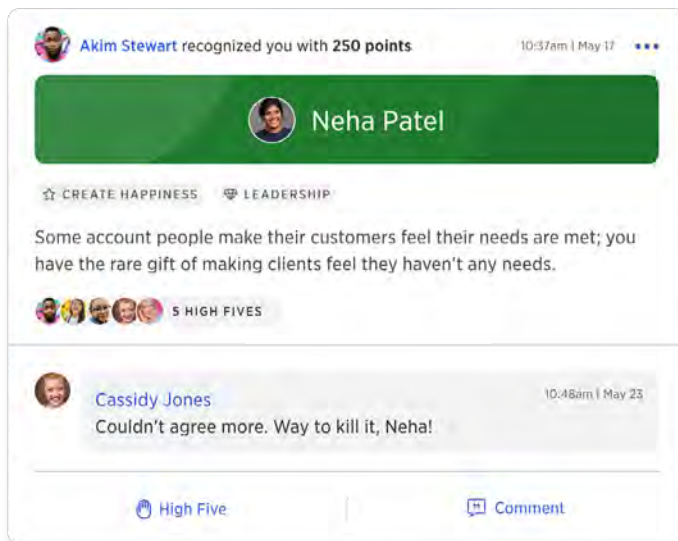 Akim Stewart recognized you with 250 points 10:37am | May 17
Neha Patel
CREATE HAPPINESS LEADERSHIP
Some account people make their customers feel their needs are met; you
have the rare gift of making clients feel they haven't any needs.
5 HIGH FIVES
Cassidy Jones 10:48am | May 23
Couldn't agree more. Way to kill it, Neha!
High Five Comment